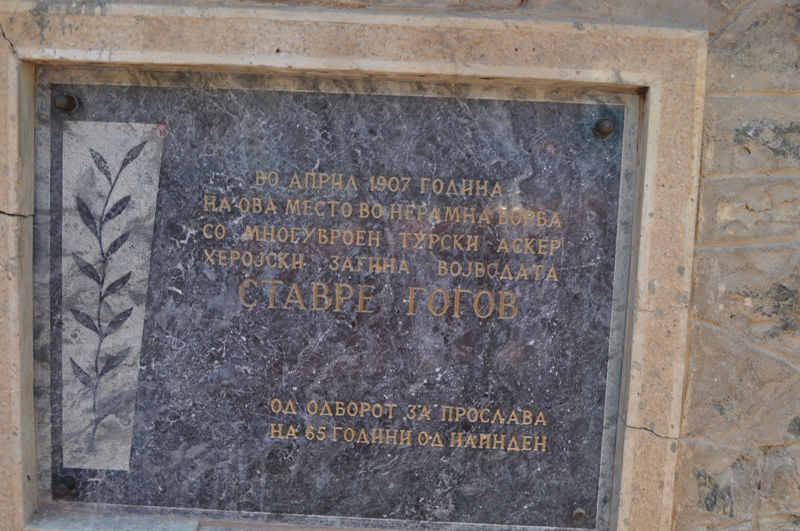 ВО АПРИЛ 1907 ГОДИНА
НА ОВА МЕСТО ВО НЕРАМНА БОРБА
СО МНОГУБРОЕН ТУРСКИ АСКЕР
ХЕРОЈСКИ ЗАГИНА ВОЈВОДАТА
СТАВРЕ ГОГОВ
ОД ОДБОРОТ ЗА ПРОСЛАВА
НА 65 ГОДИНИ ОД ИЛИНДЕН